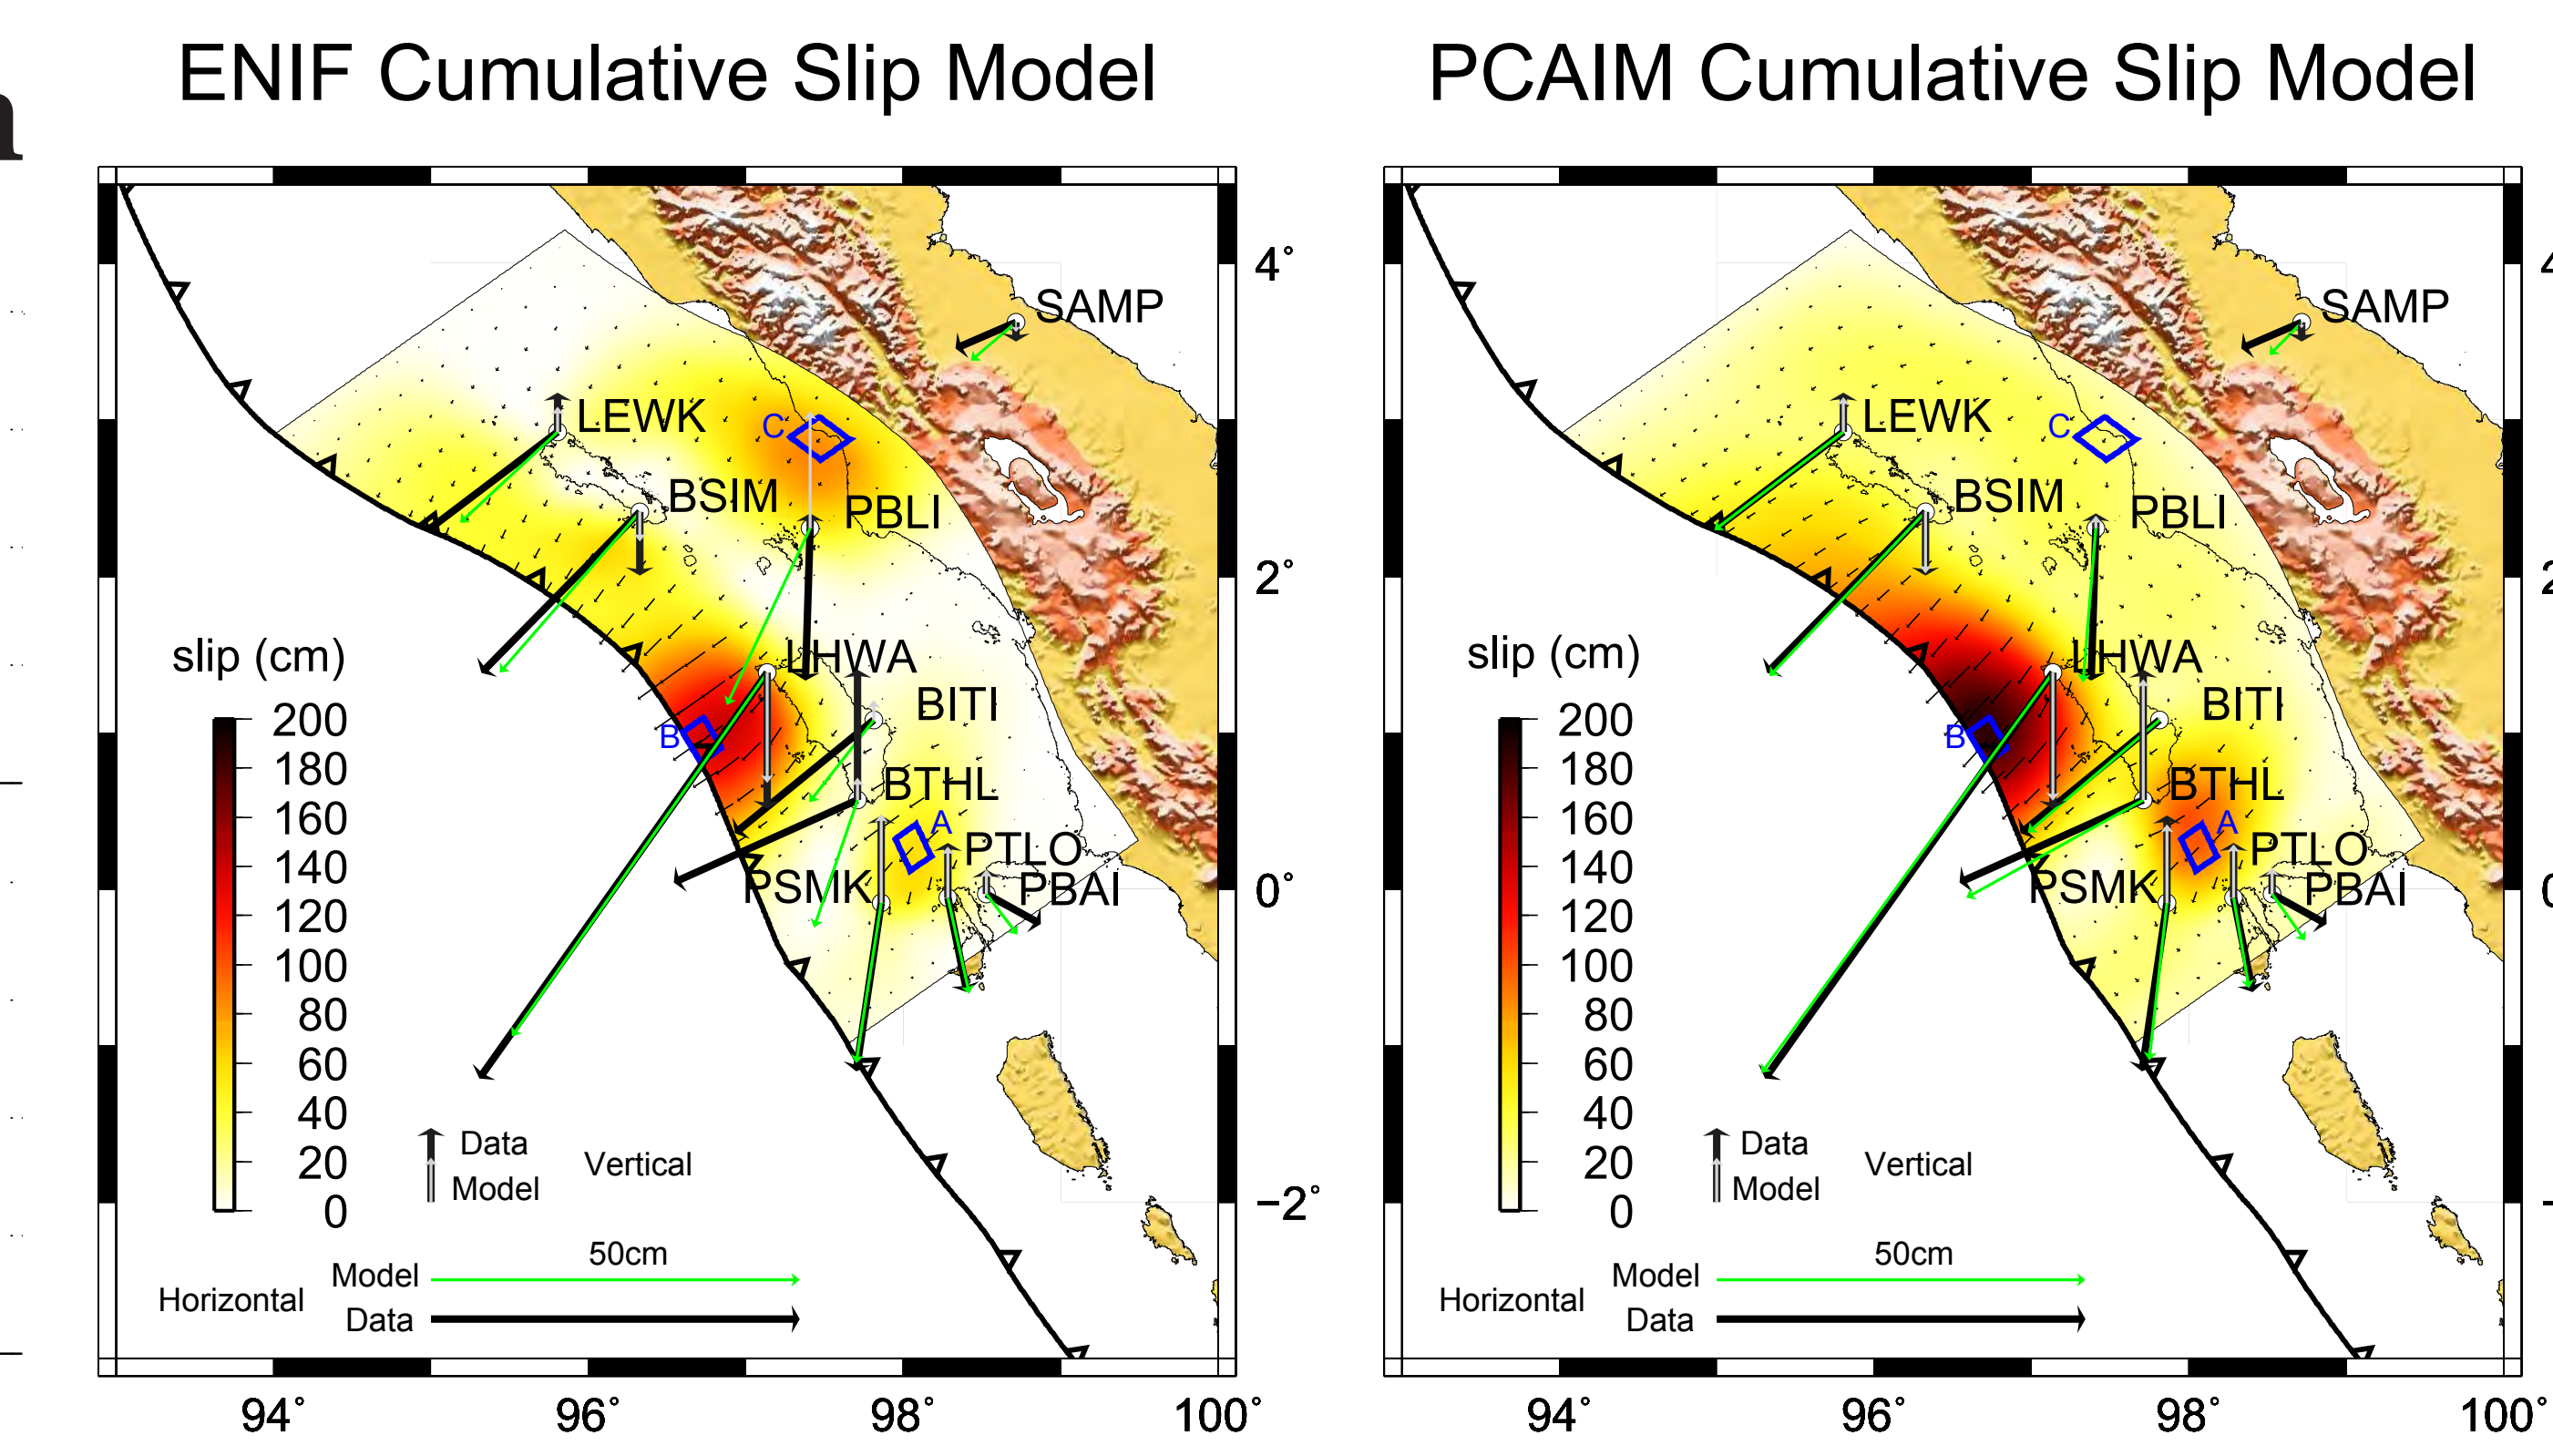 ENIF Cumulative Slip Model
SAMP
LEWK
C
BSIM
PBLI
LHWA
BITI
B
BTHL
A
PTLO
PSMK
PBAI
4°
2°
0°
−2°
slip (cm)
200
180
160
140
120
100
80
60
40
20
0
Data
Model
Vertical
50cm
Model
Horizontal
Data
94°
96°
98°
100°
PCAIM Cumulative Slip Model
SAMP
LEWK
C
BSIM
PBLI
LHWA
BITI
B
BTHL
A
PTLO
PSMK
PBAI
slip (cm)
200
180
160
140
120
100
80
60
40
20
0
Data
Model
Vertical
50cm
Model
Horizontal
Data
94°
96°
98°
100°